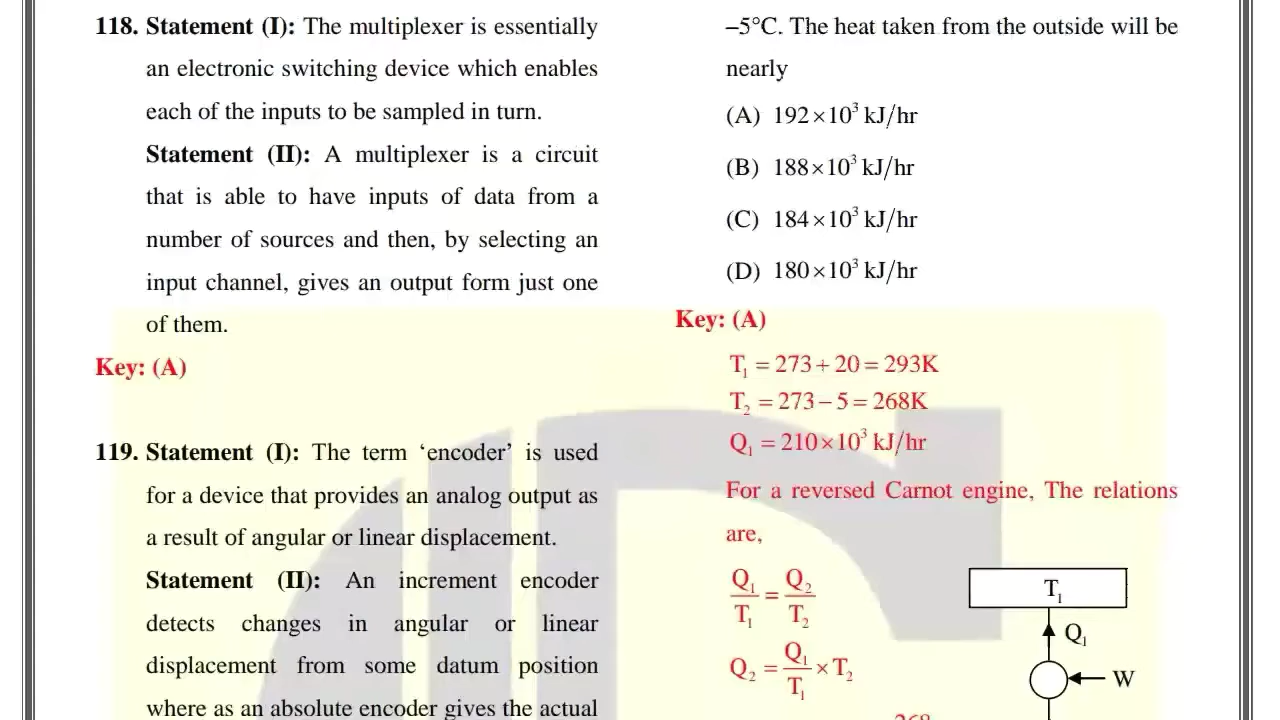 118. Statement (I): The multiplexer is essentially
an electronic switching device which enables
each of the inputs to be sampled in turn.
Statement (II): A multiplexer is a circuit
that is able to have inputs of data from a
number of sources and then, by selecting an
input channel, gives an output form just one
of them.
Key: (A)
119. Statement (I): The term ‘encoder’ is used
for a device that provides an analog output as
a result of angular or linear displacement.
Statement (II): An increment encoder
detects changes in angular or linear
displacement from some datum position
where as an absolute encoder gives the actual
−5°C. The heat taken from the outside will be
nearly
(A) 192×10³ kJ/hr
(B) 188×10³ kJ/hr
(C) 184×10³ kJ/hr
(D) 180×10³ kJ/hr
Key: (A)
T₁ = 273 + 20 = 293K
T₂ = 273 − 5 = 268K
Q₁ = 210×10³ kJ/hr
For a reversed Carnot engine, The relations
are,
Q₁/T₁ = Q₂/T₂
Q₂ = Q₁/T₁ × T₂
T₁
Q₁
W